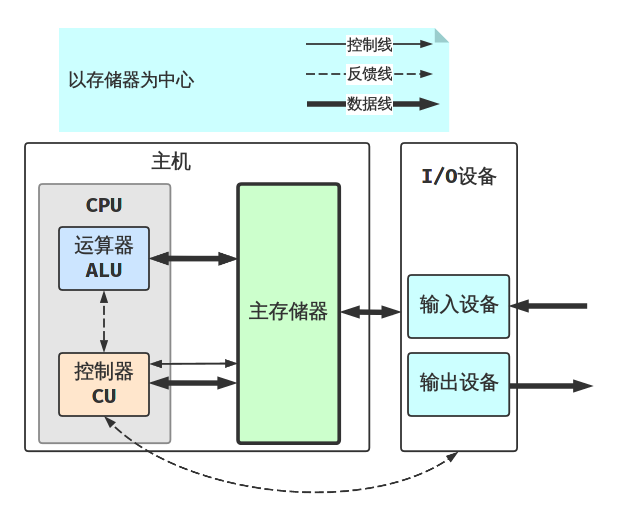 以存储器为中心
控制线
反馈线
数据线
主机
I/O设备
CPU
运算器
ALU
主存储器
输入设备
控制器
CU
输出设备